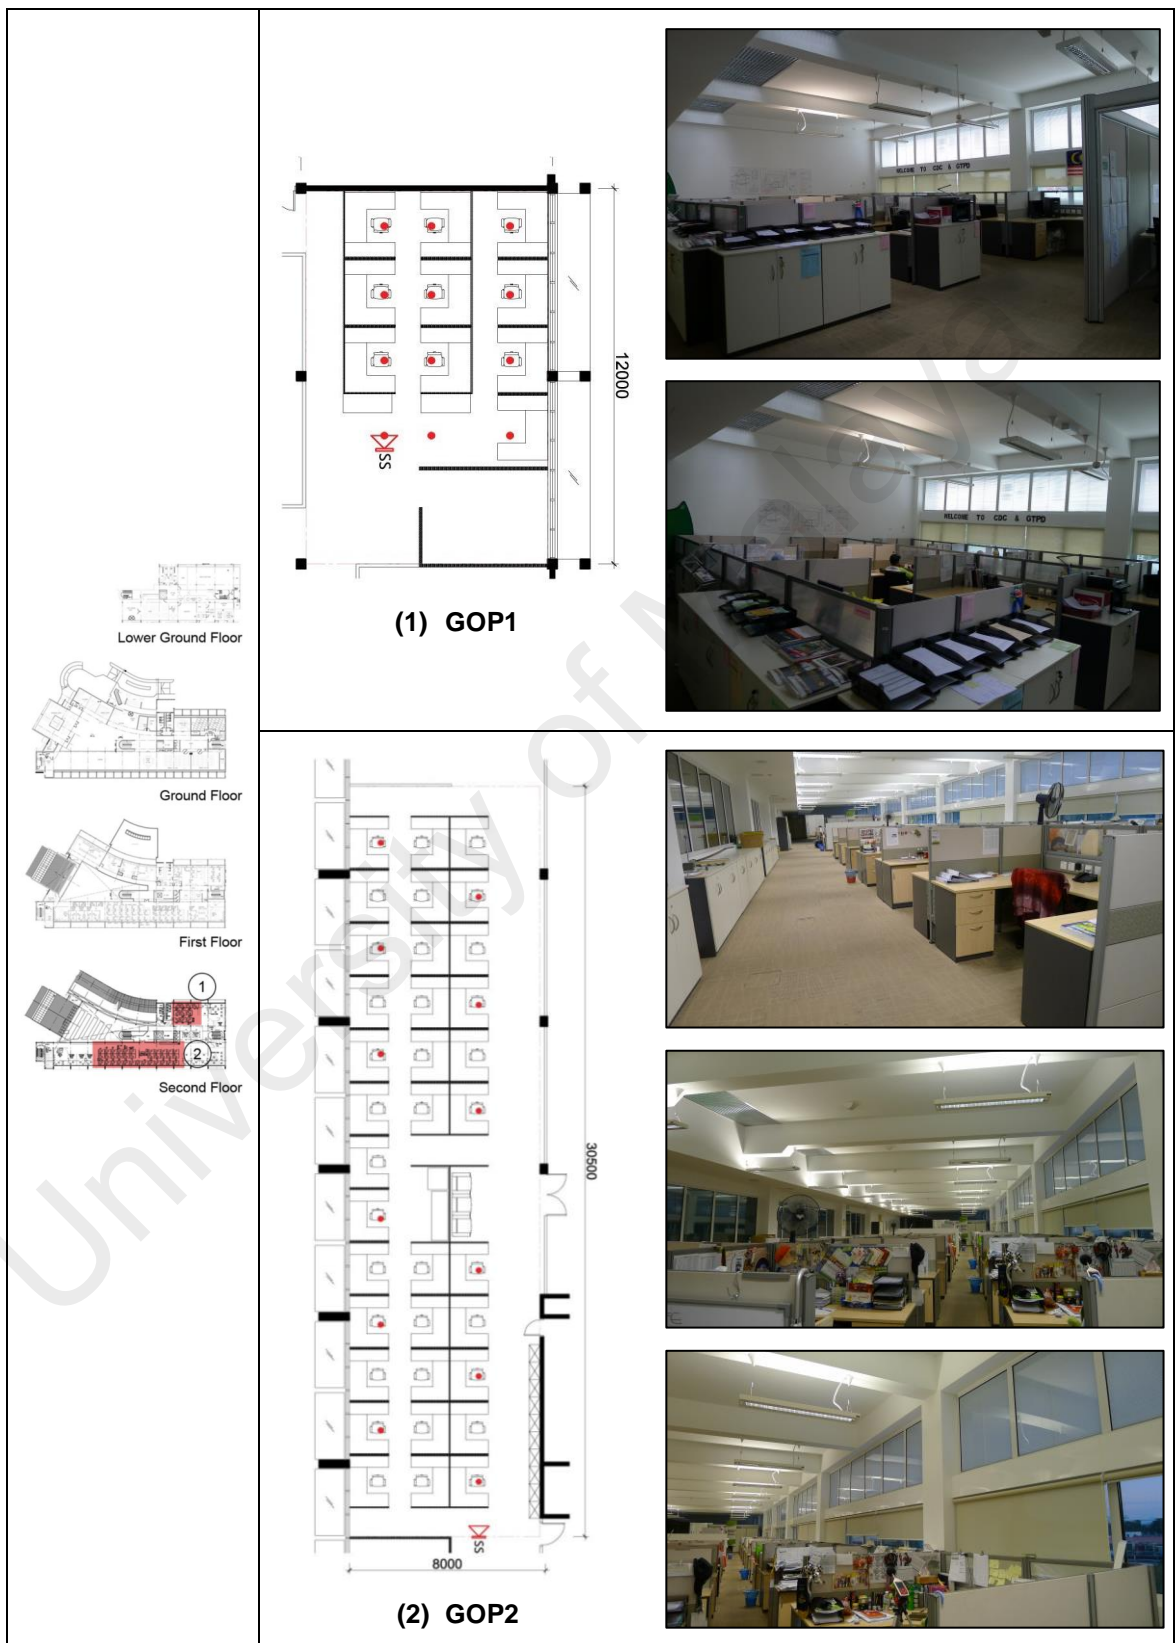 Lower Ground Floor
Ground Floor
First Floor
1
2
Second Floor
12000
SS
(1) GOP1
WELCOME TO CDC & GTPD
WELCOME TO CDC & GTPD
30500
8000
SS
(2) GOP2
University of Malaya